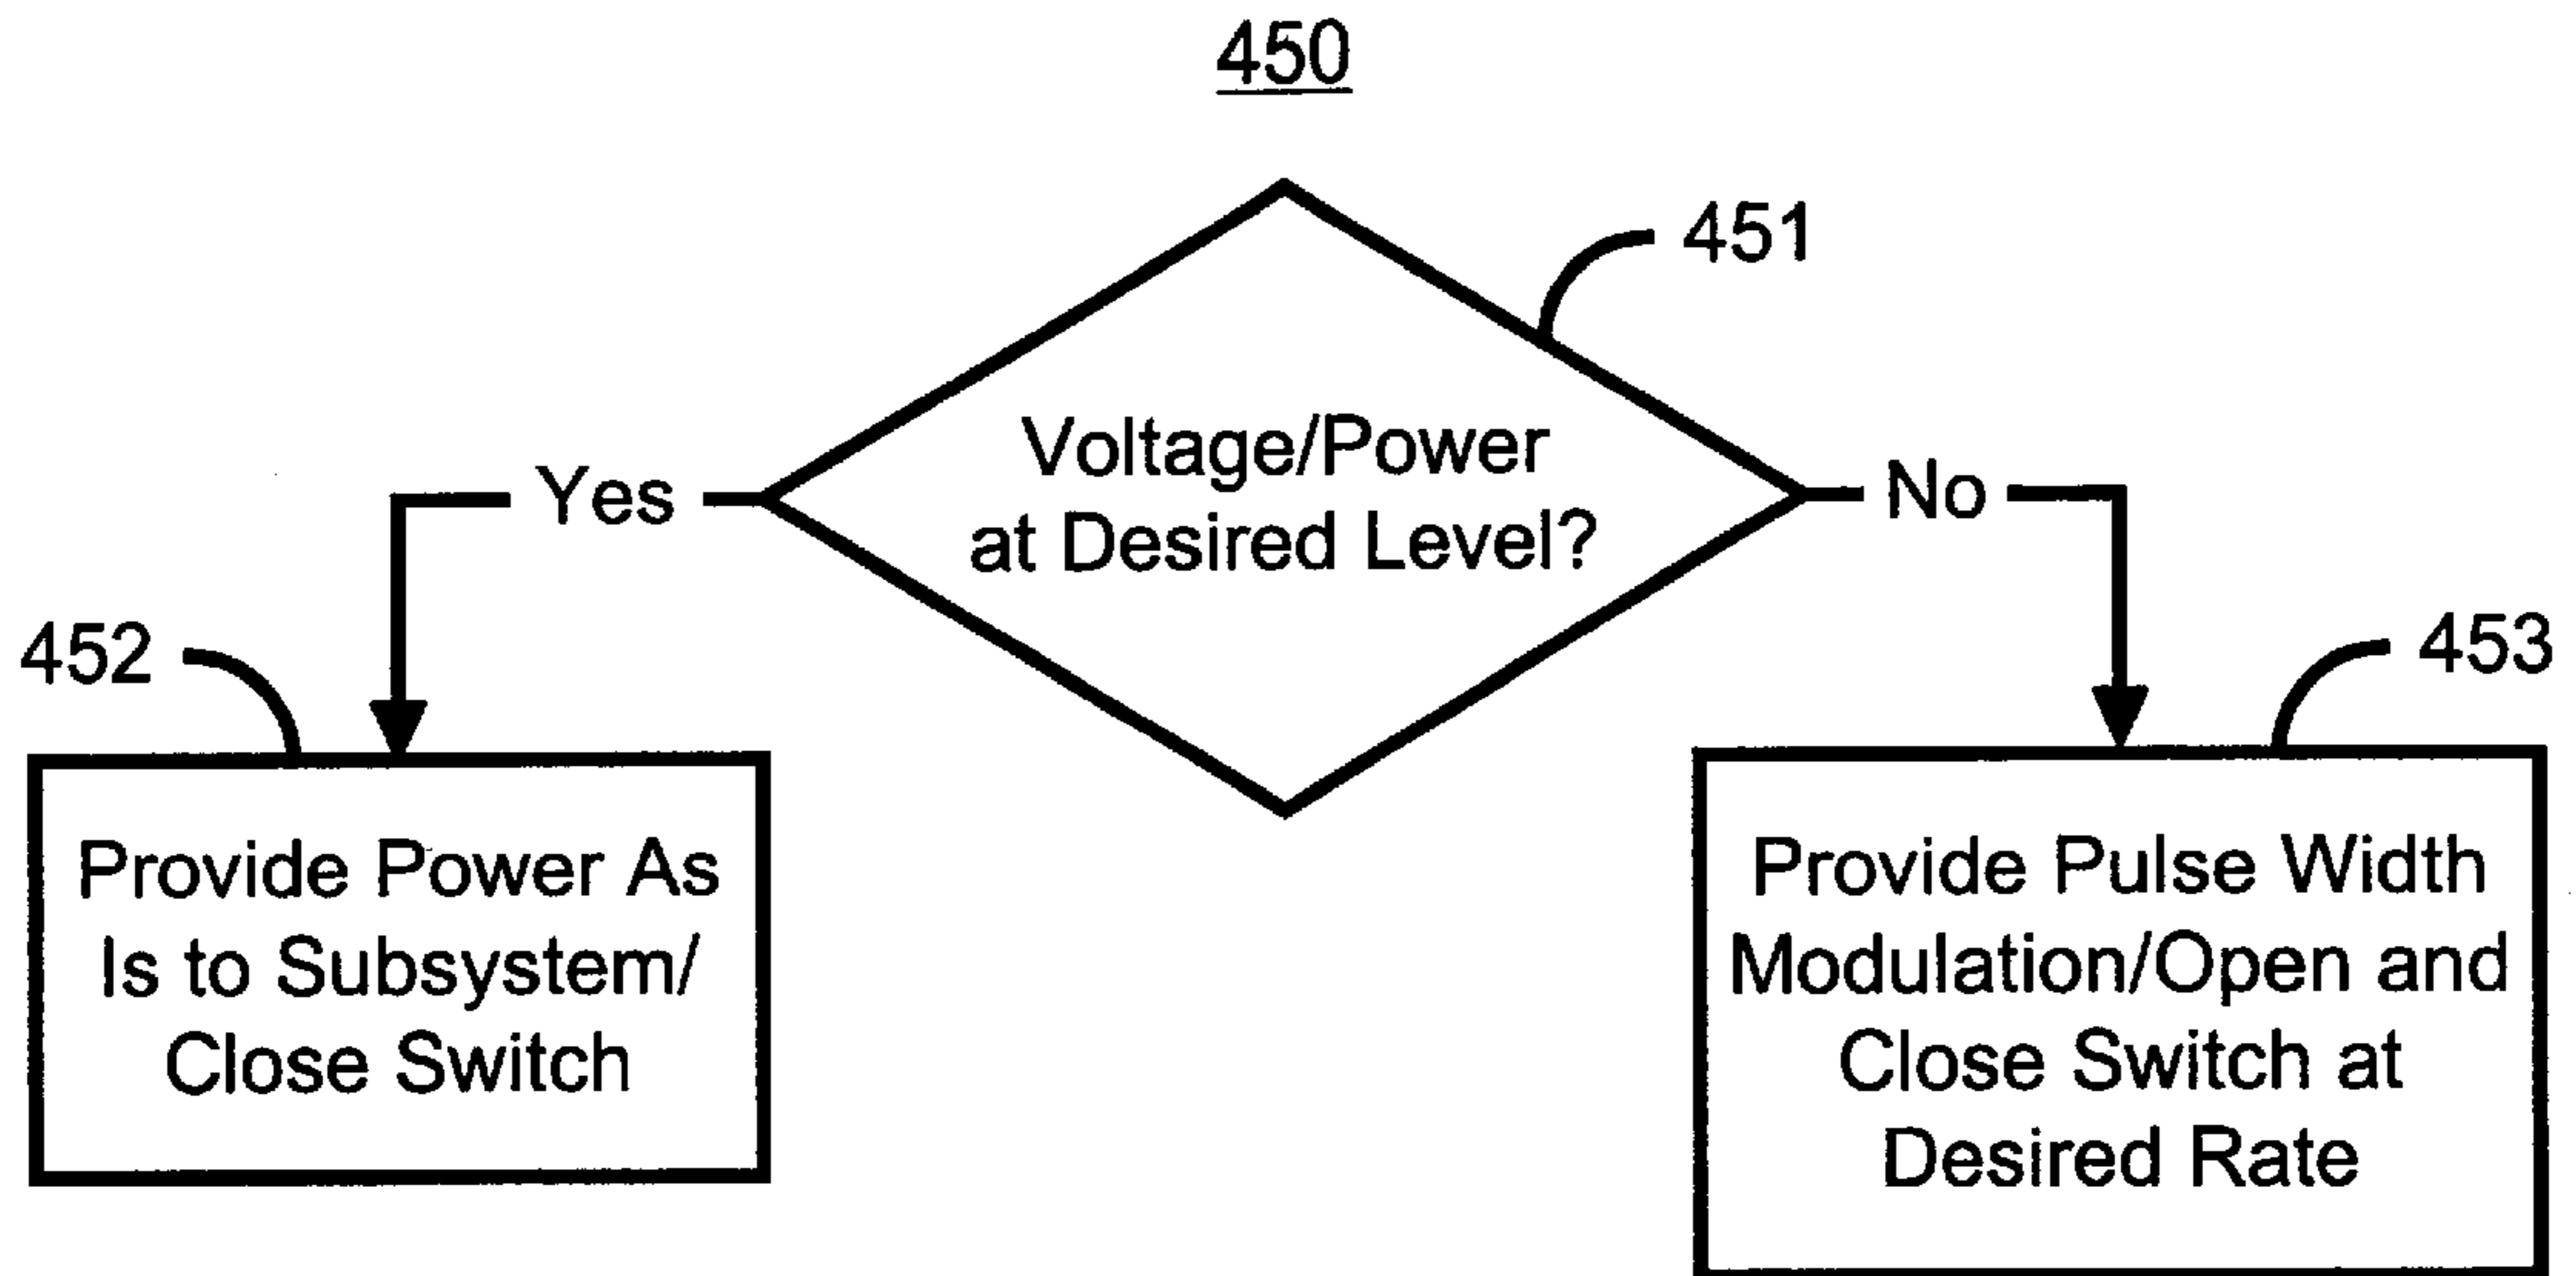 450
451
Voltage/Power
at Desired Level?
Yes
No
452
453
Provide Power As
Is to Subsystem/
Close Switch
Provide Pulse Width
Modulation/Open and
Close Switch at
Desired Rate